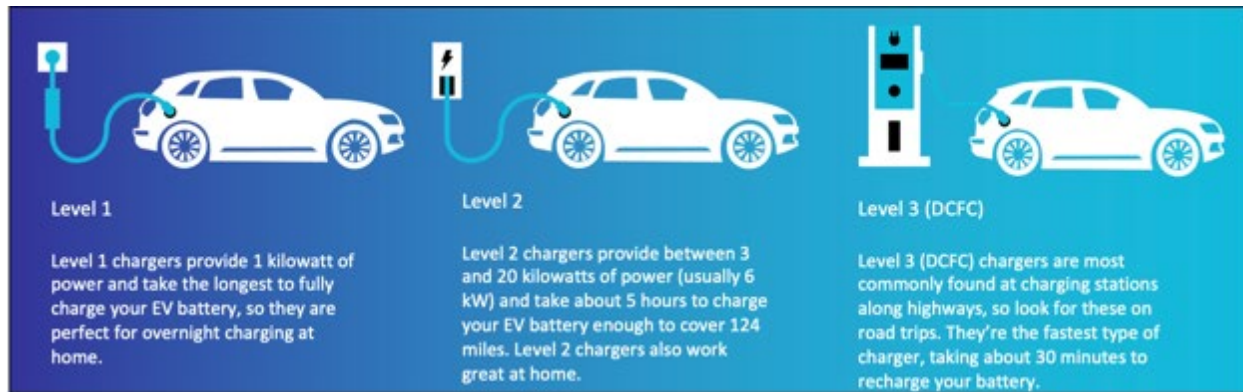 Level 1
Level 1 chargers provide 1 kilowatt of
power and take the longest to fully
charge your EV battery, so they are
perfect for overnight charging at
home.
Level 2
Level 2 chargers provide between 3
and 20 kilowatts of power (usually 6
kW) and take about 5 hours to charge
your EV battery enough to cover 124
miles. Level 2 chargers also work
great at home.
Level 3 (DCFC)
Level 3 (DCFC) chargers are most
commonly found at charging stations
along highways, so look for these on
road trips. They’re the fastest type of
charger, taking about 30 minutes to
recharge your battery.